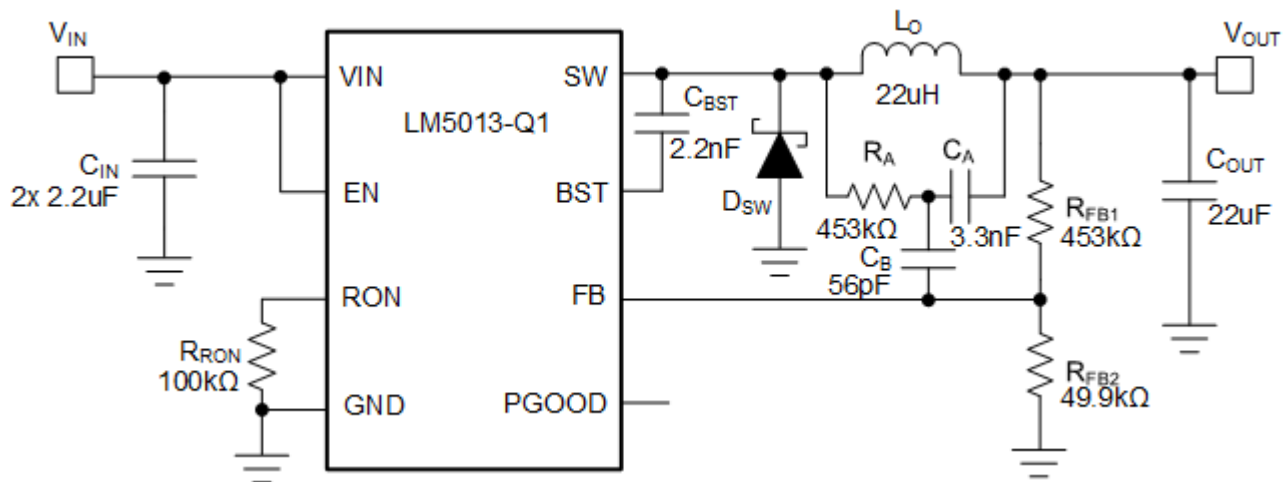 VIN
VIN
CIN
2x 2.2uF
EN
RON
RRON
100kΩ
GND
LM5013-Q1
SW
BST
FB
PGOOD
CBST
2.2nF
DSW
LO
22uH
RA
453kΩ
CA
3.3nF
CB
56pF
RFB1
453kΩ
RFB2
49.9kΩ
VOUT
COUT
22uF